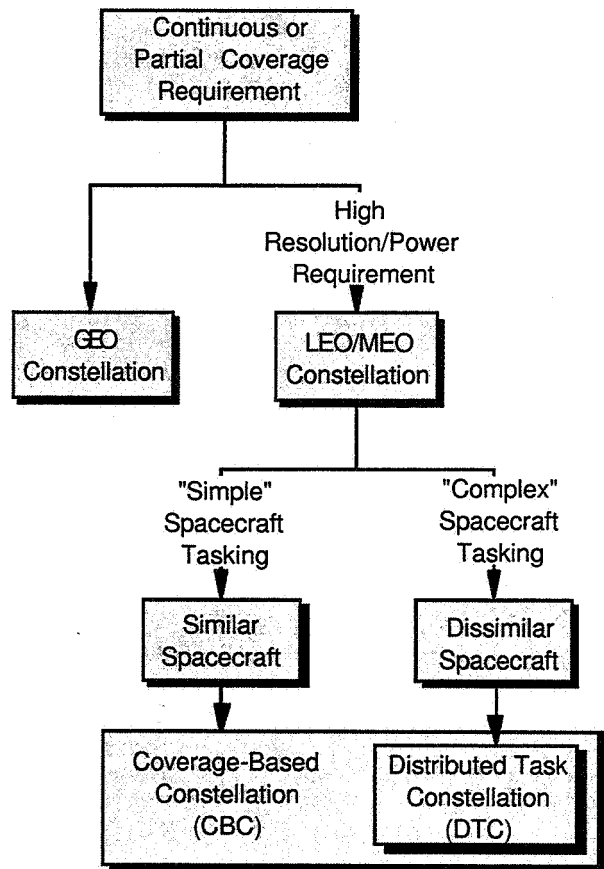 Continuous or
Partial Coverage
Requirement
High
Resolution/Power
Requirement
GEO
Constellation
LEO/MEO
Constellation
"Simple"
Spacecraft
Tasking
"Complex"
Spacecraft
Tasking
Similar
Spacecraft
Dissimilar
Spacecraft
Coverage-Based
Constellation
(CBC)
Distributed Task
Constellation
(DTC)